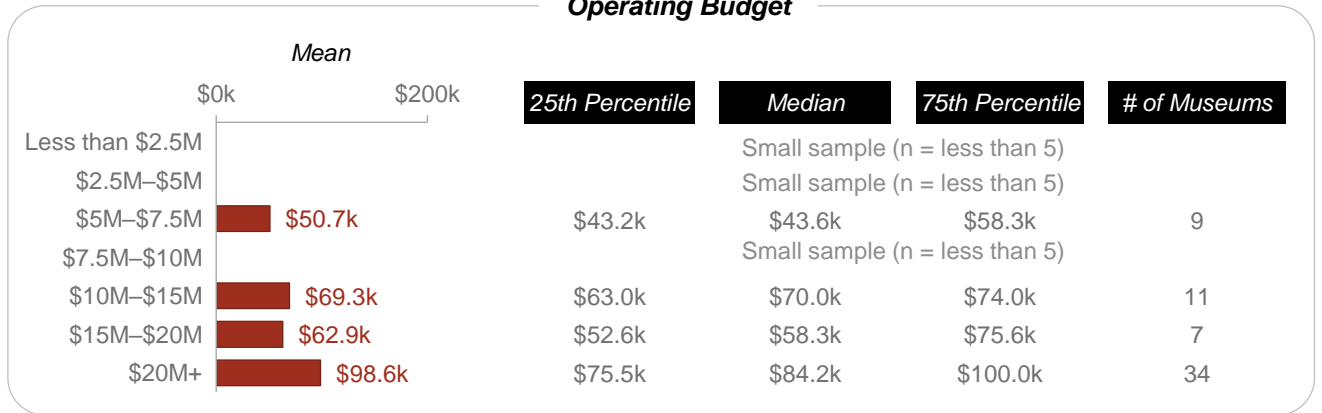 Operating Budget
Mean
$0k $200k 25th Percentile Median 75th Percentile # of Museums
Less than $2.5M Small sample (n = less than 5)
$2.5M–$5M Small sample (n = less than 5)
$5M–$7.5M $50.7k $43.2k $43.6k $58.3k 9
$7.5M–$10M Small sample (n = less than 5)
$10M–$15M $69.3k $63.0k $70.0k $74.0k 11
$15M–$20M $62.9k $52.6k $58.3k $75.6k 7
$20M+ $98.6k $75.5k $84.2k $100.0k 34